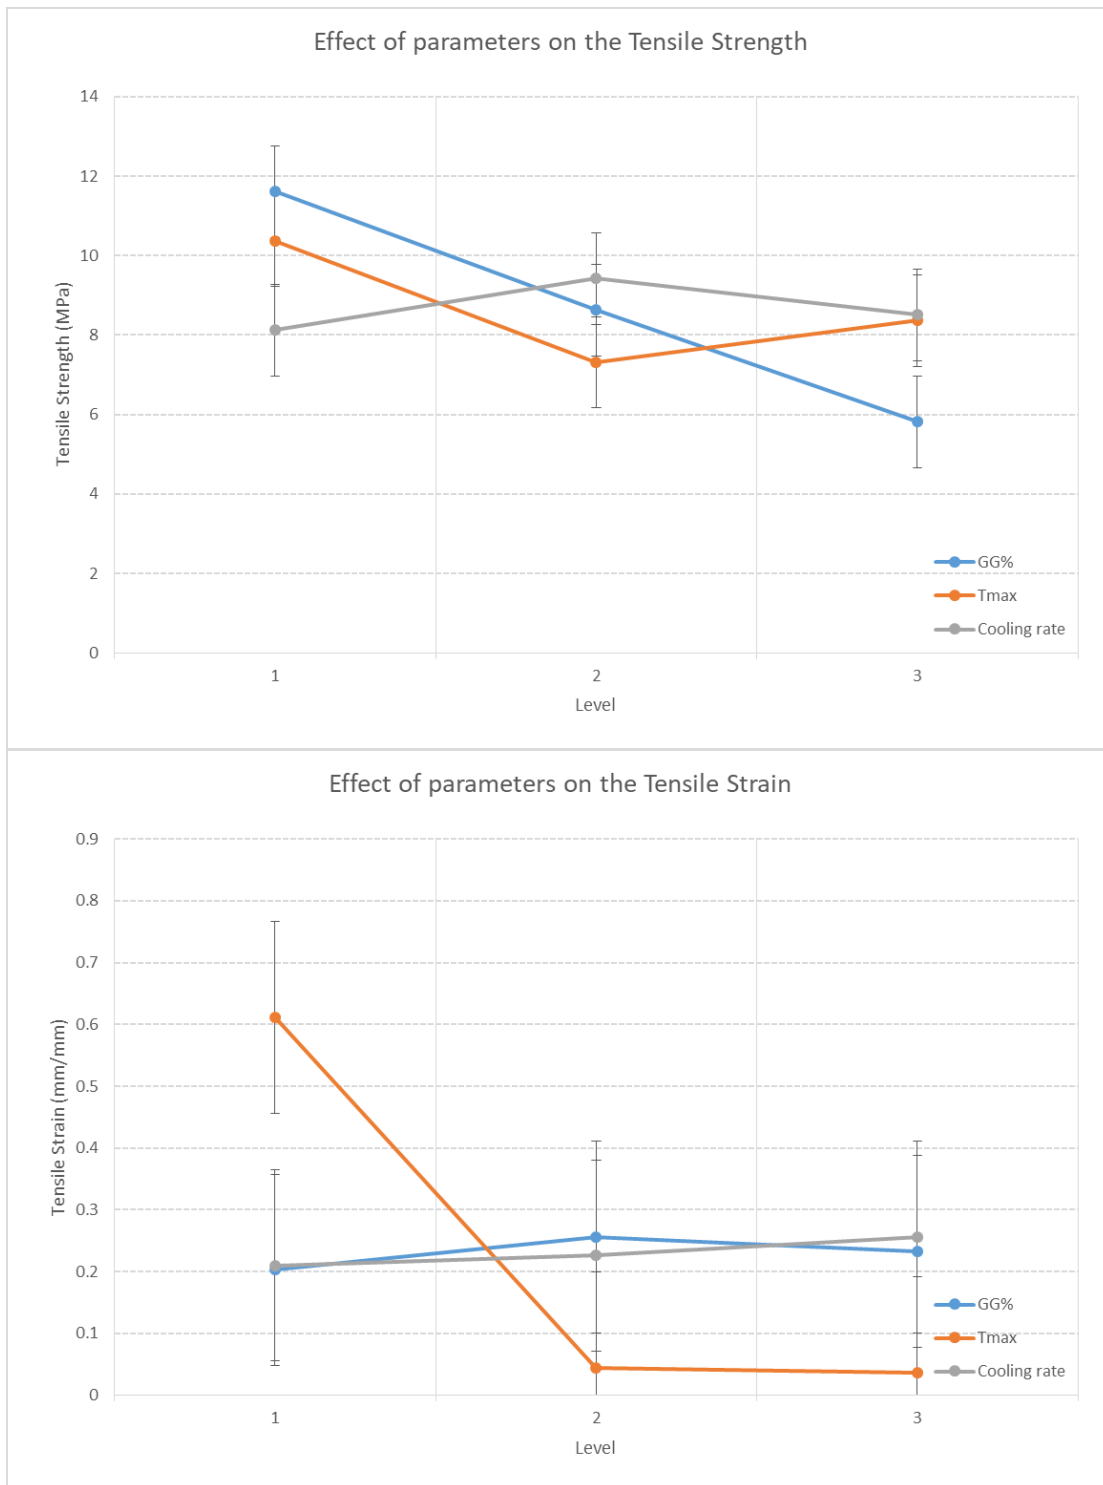 Effect of parameters on the Tensile Strength
14
12
10
8
6
4
2
0
Tensile Strength (MPa)
GG%
Tmax
Cooling rate
1 2 3
Level
Effect of parameters on the Tensile Strain
0.9
0.8
0.7
0.6
0.5
0.4
0.3
0.2
0.1
0
Tensile Strain (mm/mm)
GG%
Tmax
Cooling rate
1 2 3
Level